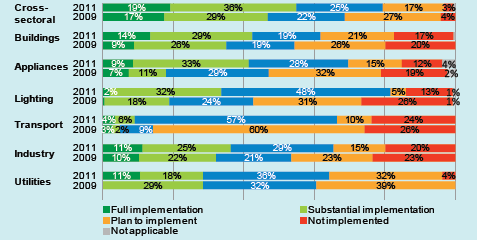 Cross-
sectoral
2011 19% 36% 25% 17% 3%
2009 17% 29% 22% 27% 4%
Buildings
2011 14% 29% 19% 21% 17%
2009 9% 26% 19% 26% 20%
Appliances
2011 9% 33% 28% 15% 12% 4%
2009 7% 11% 29% 32% 19% 2%
Lighting
2011 2% 32% 48% 5% 13% 1%
2009 18% 24% 31% 26% 1%
Transport
2011 4% 6% 57% 10% 24%
2009 3% 2% 9% 60% 26%
Industry
2011 11% 25% 29% 15% 20%
2009 10% 22% 21% 23% 23%
Utilities
2011 11% 18% 36% 32% 4%
2009 29% 32% 39%
Full implementation Substantial implementation
Plan to implement Not implemented
Not applicable